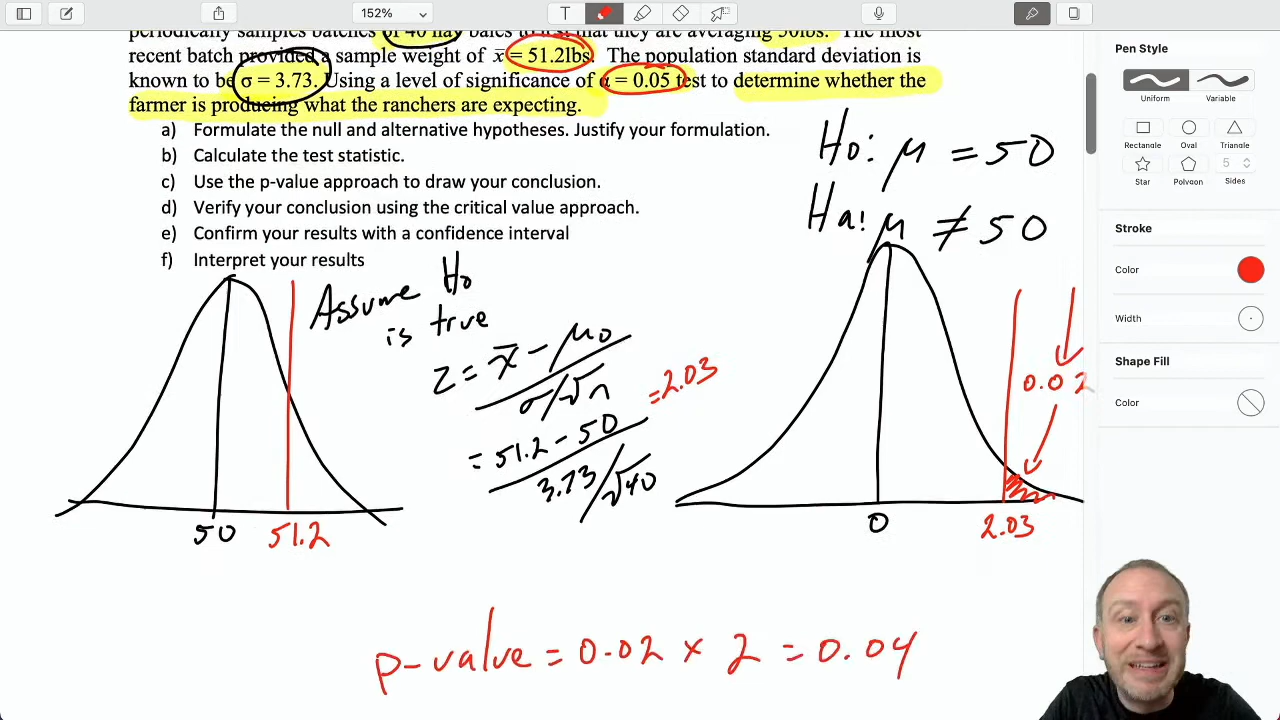 152%
T
periodically samples batches of 40 hay bales to test that they are averaging 50lbs. The most
recent batch provided a sample weight of x̄ = 51.2lbs. The population standard deviation is
known to be σ = 3.73. Using a level of significance of α = 0.05 test to determine whether the
farmer is producing what the ranchers are expecting.
a) Formulate the null and alternative hypotheses. Justify your formulation.
b) Calculate the test statistic.
c) Use the p-value approach to draw your conclusion.
d) Verify your conclusion using the critical value approach.
e) Confirm your results with a confidence interval
f) Interpret your results
Ho: μ = 50
Ha: μ ≠ 50
Assume Ho
is true
z = x̄ - μo
σ/√n
= 51.2 - 50
3.73/√40
= 2.03
50
51.2
0
2.03
0.02
p-value = 0.02 × 2 = 0.04
Pen Style
Uniform
Variable
Rectangle
Oval
Triangle
Star
Polygon
Sides
5
Stroke
Color
Width
Shape Fill
Color